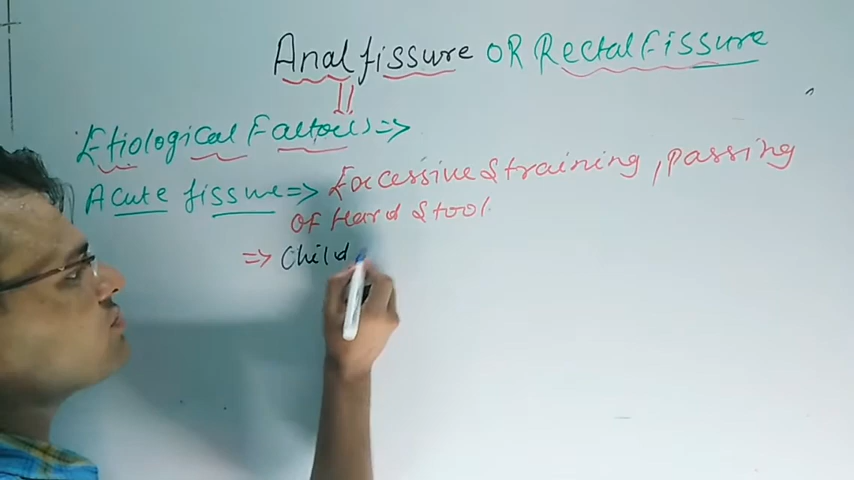 Anal fissure OR Rectal Fissure
Etiological Factors =>
Acute fissure => Excessive Straining, Passing
of Hard Stool
=> Child